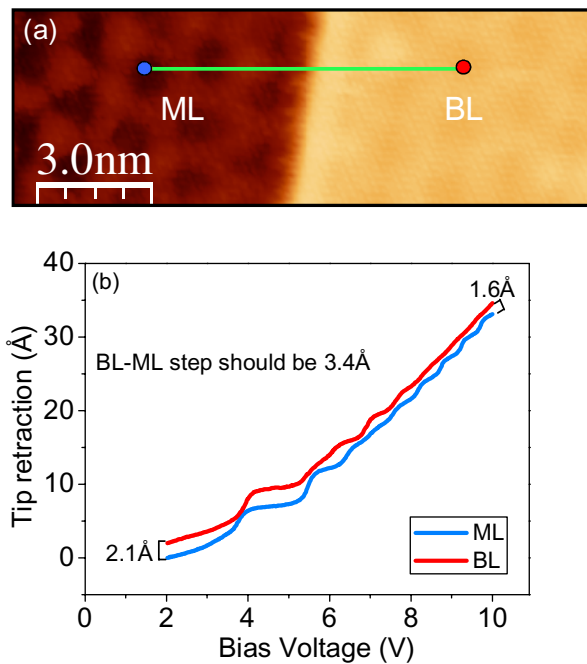 (a)
ML
BL
3.0nm
(b)
40
30
20
10
0
Tip retraction (Å)
BL-ML step should be 3.4Å
1.6Å
2.1Å
ML
BL
0
2
4
6
8
10
Bias Voltage (V)